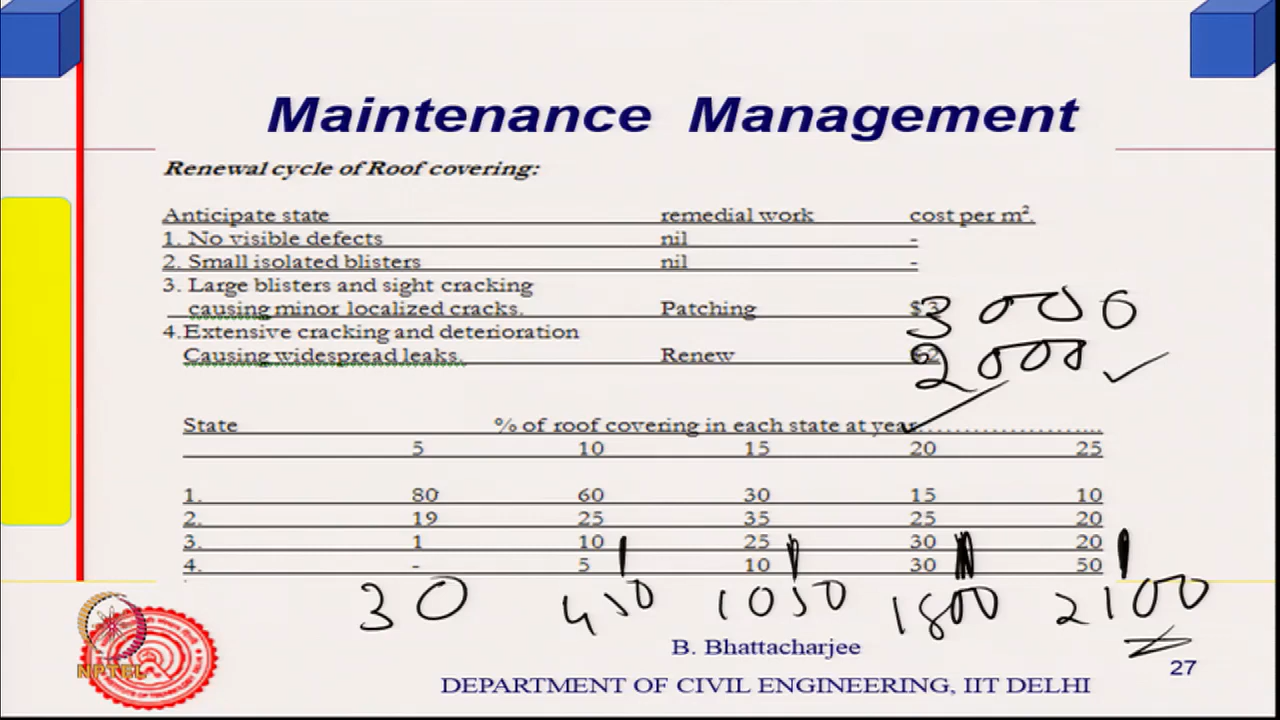 Maintenance Management
Renewal cycle of Roof covering:
Anticipate state remedial work cost per m².
1. No visible defects nil -
2. Small isolated blisters nil -
3. Large blisters and sight cracking
causing minor localized cracks. Patching $3 3000
4.Extensive cracking and deterioration
Causing widespread leaks. Renew 2000
State % of roof covering in each state at year..................
5 10 15 20 25
1. 80 60 30 15 10
2. 19 25 35 25 20
3. 1 10 25 30 20
4. - 5 10 30 50
30 450 1050 1800 2100
B. Bhattacharjee
27
DEPARTMENT OF CIVIL ENGINEERING, IIT DELHI
NPTEL